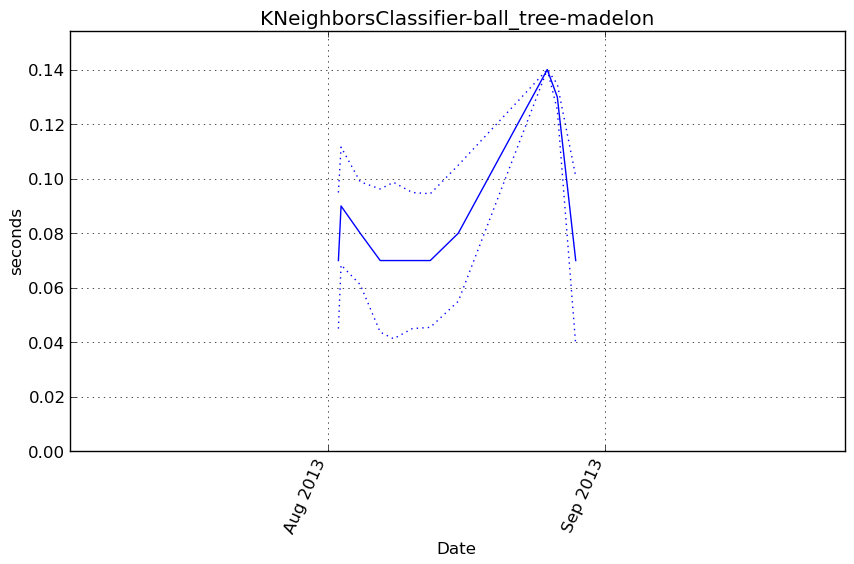 KNeighborsClassifier-ball_tree-madelon
seconds
0.14
0.12
0.10
0.08
0.06
0.04
0.02
0.00
Aug 2013
Sep 2013
Date